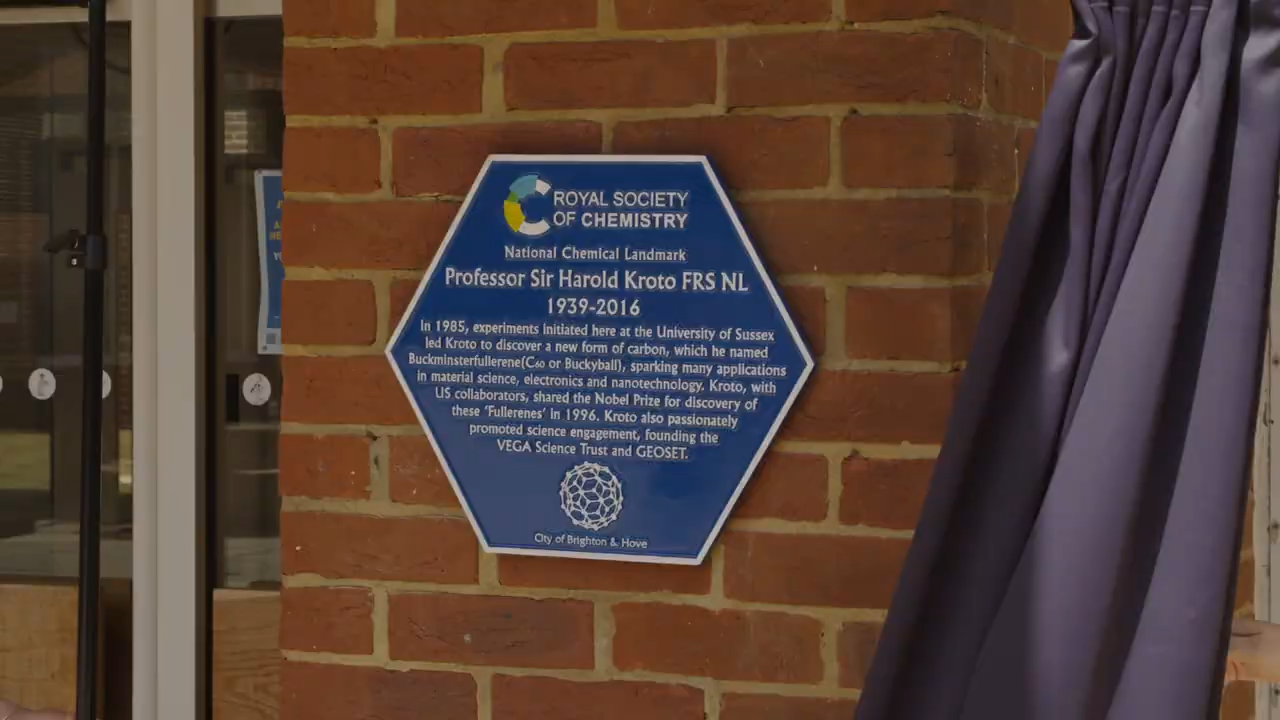 ROYAL SOCIETY
OF CHEMISTRY
National Chemical Landmark
Professor Sir Harold Kroto FRS NL
1939-2016
In 1985, experiments initiated here at the University of Sussex
led Kroto to discover a new form of carbon, which he named
Buckminsterfullerene(C₆₀ or Buckyball), sparking many applications
in material science, electronics and nanotechnology. Kroto, with
US collaborators, shared the Nobel Prize for discovery of
these 'Fullerenes' in 1996. Kroto also passionately
promoted science engagement, founding the
VEGA Science Trust and GEOSET.
City of Brighton & Hove